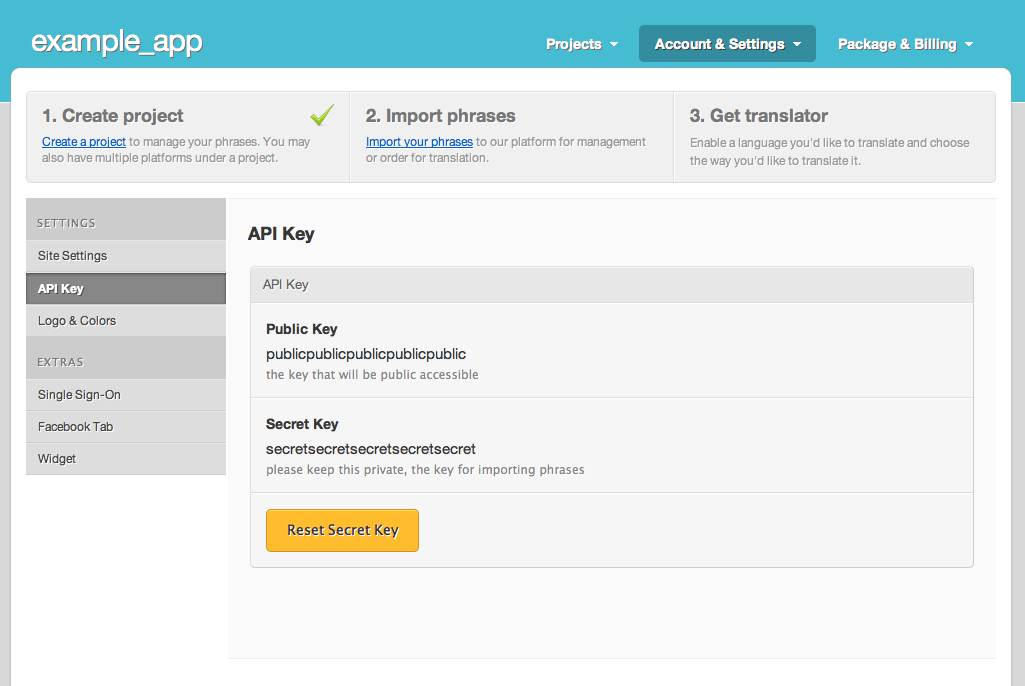 example_app
Projects
Account & Settings
Package & Billing
1. Create project
Create a project to manage your phrases. You may
also have multiple platforms under a project.
2. Import phrases
Import your phrases to our platform for management
or order for translation.
3. Get translator
Enable a language you'd like to translate and choose
the way you'd like to translate it.
SETTINGS
Site Settings
API Key
Logo & Colors
EXTRAS
Single Sign-On
Facebook Tab
Widget
API Key
API Key
Public Key
publicpublicpublicpublicpublic
the key that will be public accessible
Secret Key
secretsecretsecretsecretsecret
please keep this private, the key for importing phrases
Reset Secret Key